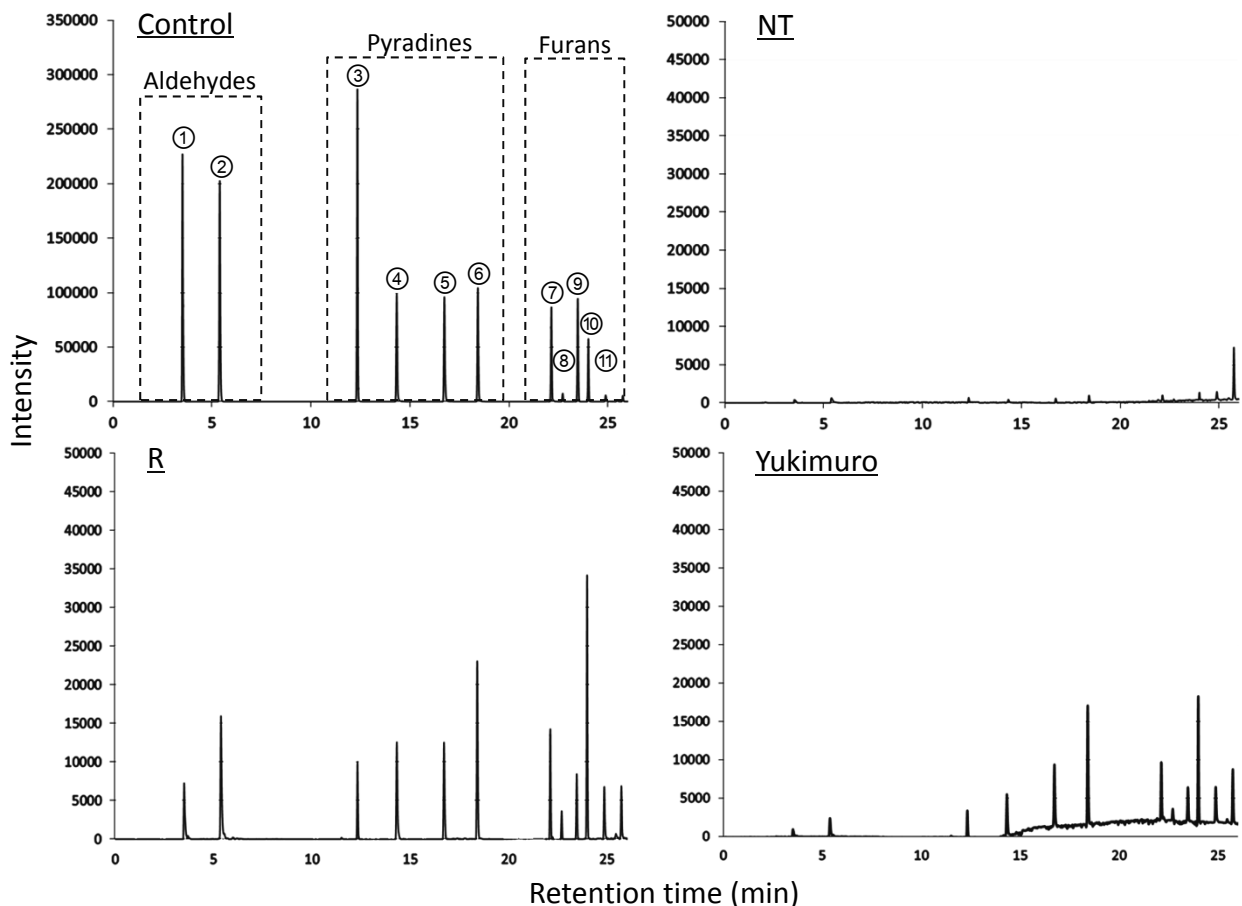 Control
Aldehydes
Pyradines
Furans
① ② ③ ④ ⑤ ⑥ ⑦ ⑧ ⑨ ⑩ ⑪
350000
300000
250000
200000
150000
100000
50000
0
0 5 10 15 20 25
NT
50000
45000
40000
35000
30000
25000
20000
15000
10000
5000
0
0 5 10 15 20 25
Intensity
R
50000
45000
40000
35000
30000
25000
20000
15000
10000
5000
0
0 5 10 15 20 25
Yukimuro
50000
45000
40000
35000
30000
25000
20000
15000
10000
5000
0
0 5 10 15 20 25
Retention time (min)